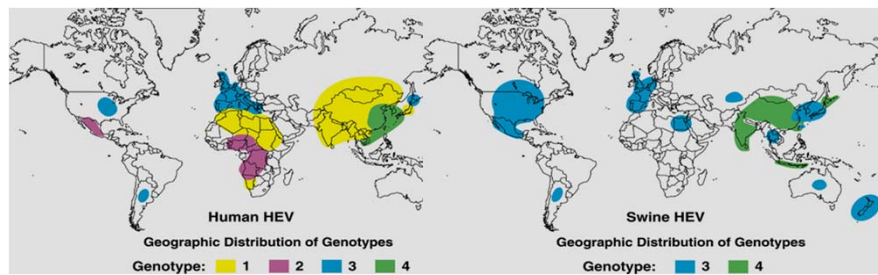 Human HEV
Geographic Distribution of Genotypes
Genotype: 1 2 3 4
Swine HEV
Geographic Distribution of Genotypes
Genotype: 3 4